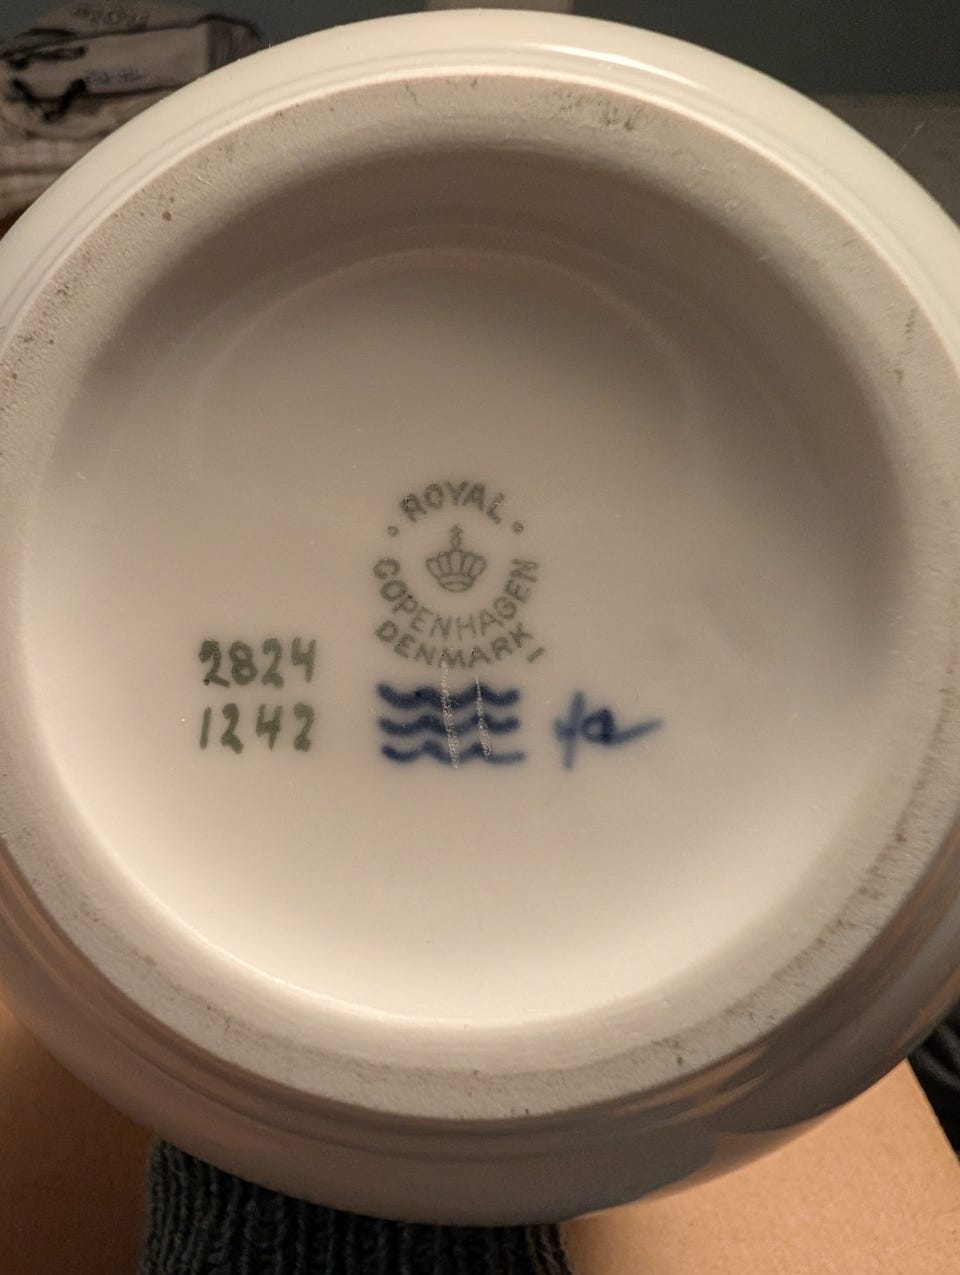 · ROYAL ·
COPENHAGEN
DENMARK
2824
1242